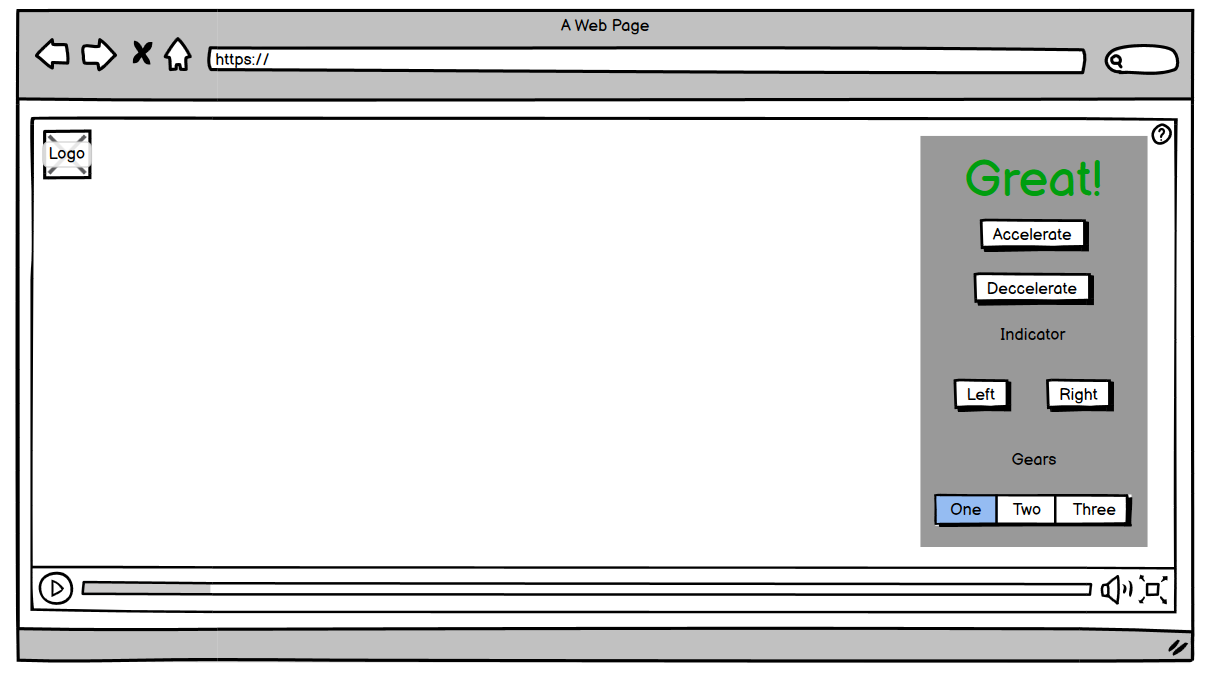 A Web Page
https://
Logo
?
Great!
Accelerate
Deccelerate
Indicator
Left Right
Gears
One Two Three